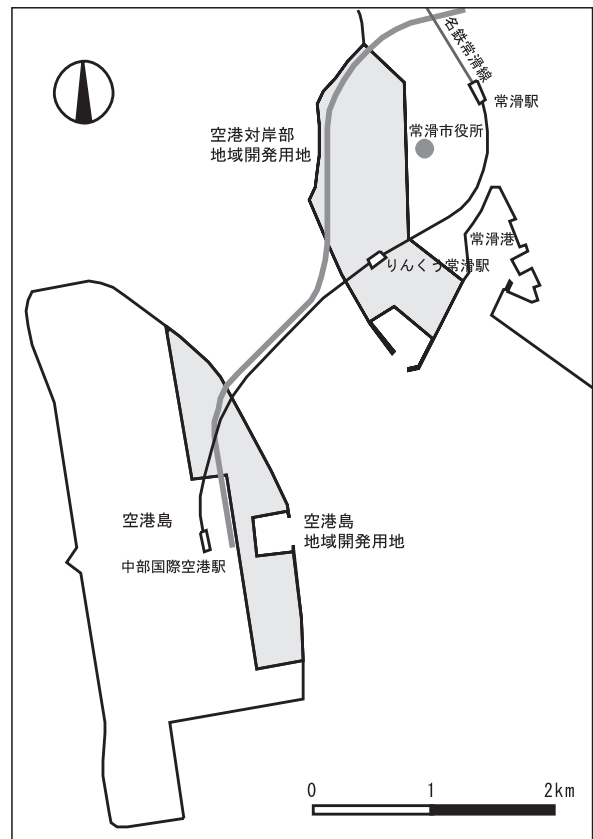 名鉄常滑線
常滑駅
常滑市役所
空港対岸部
地域開発用地
常滑港
りんくう常滑駅
空港島
空港島
地域開発用地
中部国際空港駅
0 1 2km